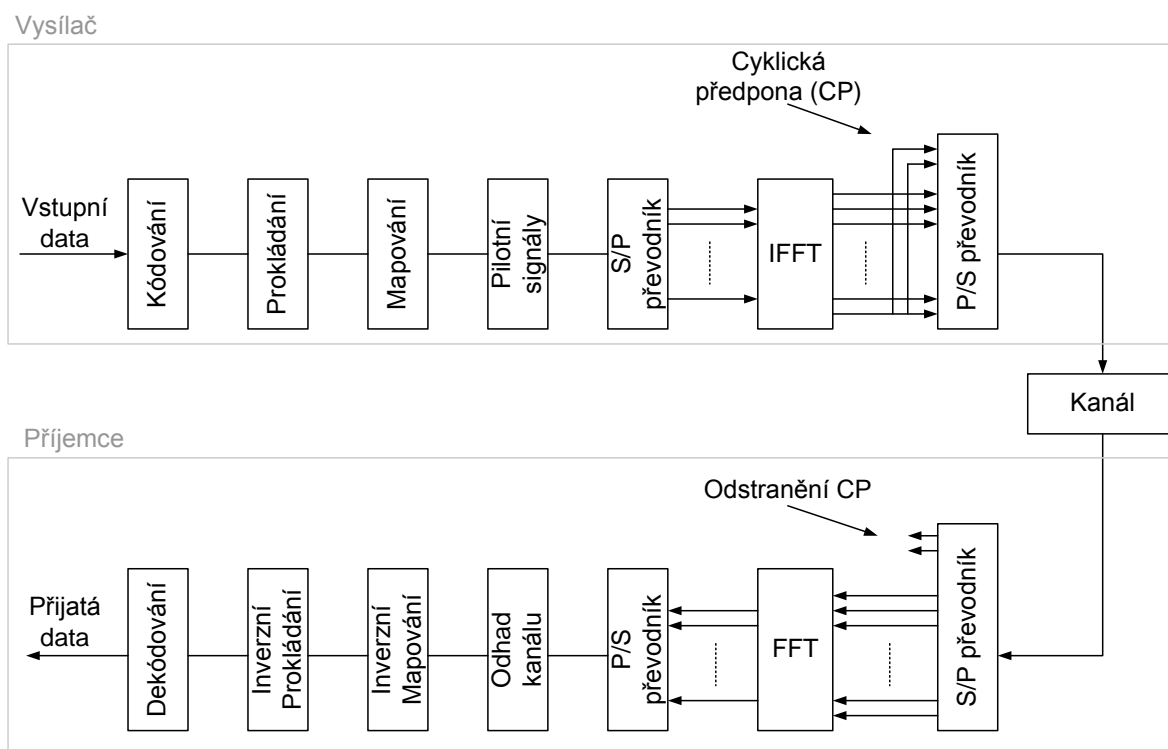 Vysílač
Cyklická
předpona (CP)
Vstupní
data
Kódování
Prokládání
Mapování
Pilotní
signály
S/P
převodník
IFFT
P/S převodník
Kanál
Příjemce
Odstranění CP
Přijatá
data
Dekódování
Inverzní
Prokládání
Inverzní
Mapování
Odhad
kanálu
P/S
převodník
FFT
S/P převodník